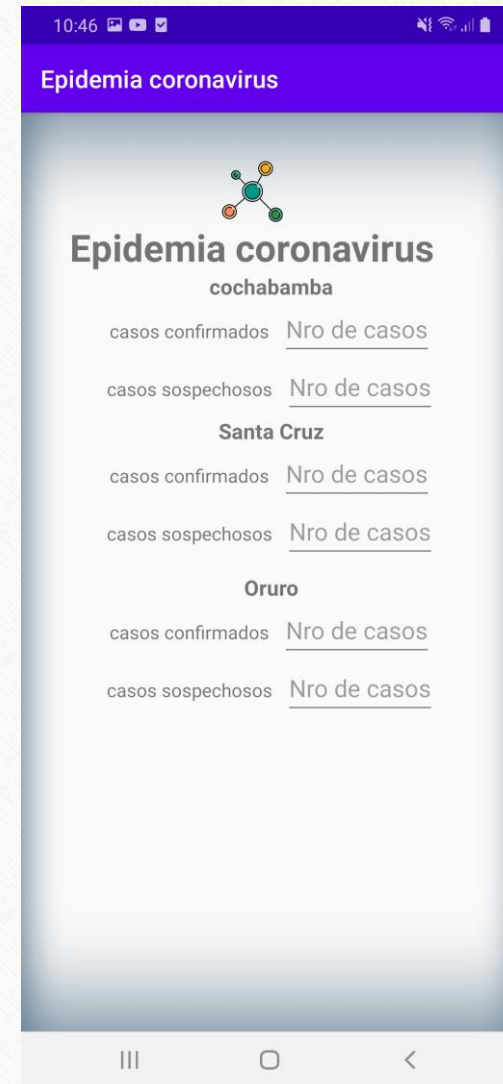 10:46
Epidemia coronavirus
Epidemia coronavirus
cochabamba
casos confirmados Nro de casos
casos sospechosos Nro de casos
Santa Cruz
casos confirmados Nro de casos
casos sospechosos Nro de casos
Oruro
casos confirmados Nro de casos
casos sospechosos Nro de casos